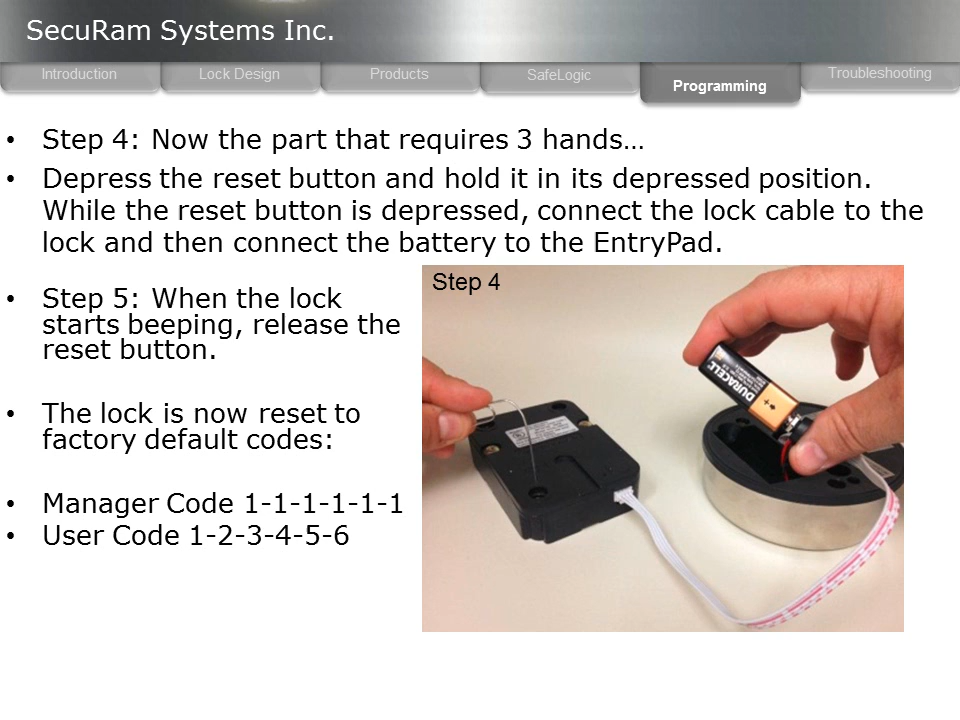 SecuRam Systems Inc.
Introduction
Lock Design
Products
SafeLogic
Programming
Troubleshooting
• Step 4: Now the part that requires 3 hands…
• Depress the reset button and hold it in its depressed position.
While the reset button is depressed, connect the lock cable to the
lock and then connect the battery to the EntryPad.
• Step 5: When the lock
starts beeping, release the
reset button.
• The lock is now reset to
factory default codes:
• Manager Code 1-1-1-1-1-1
• User Code 1-2-3-4-5-6
Step 4
DURACELL